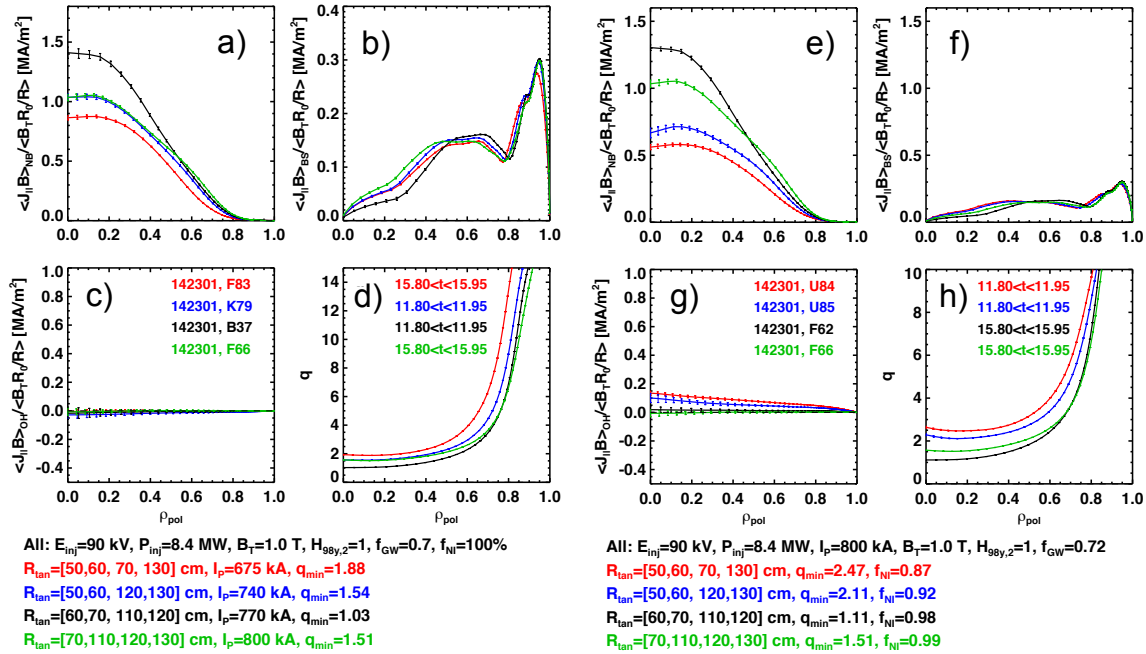 a)
b)
e)
f)
<J||B>NB/<BTR0/R> [MA/m²]
1.5
1.0
0.5
0.0
0.0 0.2 0.4 0.6 0.8 1.0
<J||B>BS/<BTR0/R> [MA/m²]
0.4
0.3
0.2
0.1
0.0
0.0 0.2 0.4 0.6 0.8 1.0
<J||B>NB/<BTR0/R> [MA/m²]
1.5
1.0
0.5
0.0
0.0 0.2 0.4 0.6 0.8 1.0
<J||B>BS/<BTR0/R> [MA/m²]
1.5
1.0
0.5
0.0
0.0 0.2 0.4 0.6 0.8 1.0
c)
142301, F83
142301, K79
142301, B37
142301, F66
<J||B>OH/<BTR0/R> [MA/m²]
1.0
0.8
0.6
0.4
0.2
0.0
-0.2
-0.4
0.0 0.2 0.4 0.6 0.8 1.0
ρpol
d)
15.80<t<15.95
11.80<t<11.95
11.80<t<11.95
15.80<t<15.95
q
14
12
10
8
6
4
2
0
0.0 0.2 0.4 0.6 0.8 1.0
ρpol
g)
142301, U84
142301, U85
142301, F62
142301, F66
<J||B>OH/<BTR0/R> [MA/m²]
1.0
0.8
0.6
0.4
0.2
0.0
-0.2
-0.4
0.0 0.2 0.4 0.6 0.8 1.0
ρpol
h)
11.80<t<11.95
11.80<t<11.95
15.80<t<15.95
15.80<t<15.95
q
10
8
6
4
2
0
0.0 0.2 0.4 0.6 0.8 1.0
ρpol
All: Einj=90 kV, Pinj=8.4 MW, BT=1.0 T, H98y,2=1, fGW=0.7, fNI=100%
Rtan=[50,60, 70, 130] cm, IP=675 kA, qmin=1.88
Rtan=[50,60, 120,130] cm, IP=740 kA, qmin=1.54
Rtan=[60,70, 110,120] cm, IP=770 kA, qmin=1.03
Rtan=[70,110,120,130] cm, IP=800 kA, qmin=1.51
All: Einj=90 kV, Pinj=8.4 MW, IP=800 kA, BT=1.0 T, H98y,2=1, fGW=0.72
Rtan=[50,60, 70, 130] cm, qmin=2.47, fNI=0.87
Rtan=[50,60, 120,130] cm, qmin=2.11, fNI=0.92
Rtan=[60,70, 110,120] cm, qmin=1.11, fNI=0.98
Rtan=[70,110,120,130] cm, qmin=1.51, fNI=0.99